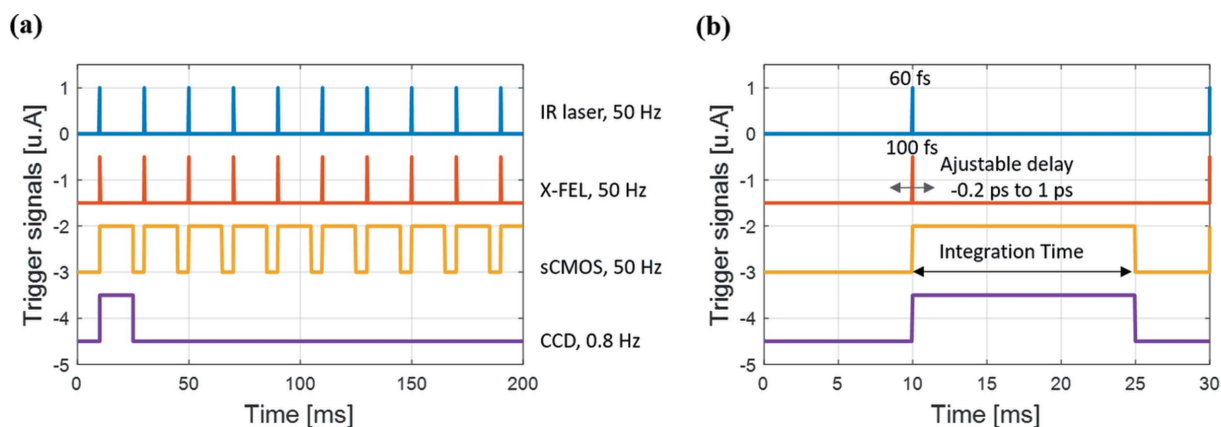 (a)
Trigger signals [u.A]
1
0
-1
-2
-3
-4
-5
0
50
100
150
200
Time [ms]
IR laser, 50 Hz
X-FEL, 50 Hz
sCMOS, 50 Hz
CCD, 0.8 Hz
(b)
Trigger signals [u.A]
1
0
-1
-2
-3
-4
-5
60 fs
100 fs
Ajustable delay
-0.2 ps to 1 ps
Integration Time
0
5
10
15
20
25
30
Time [ms]